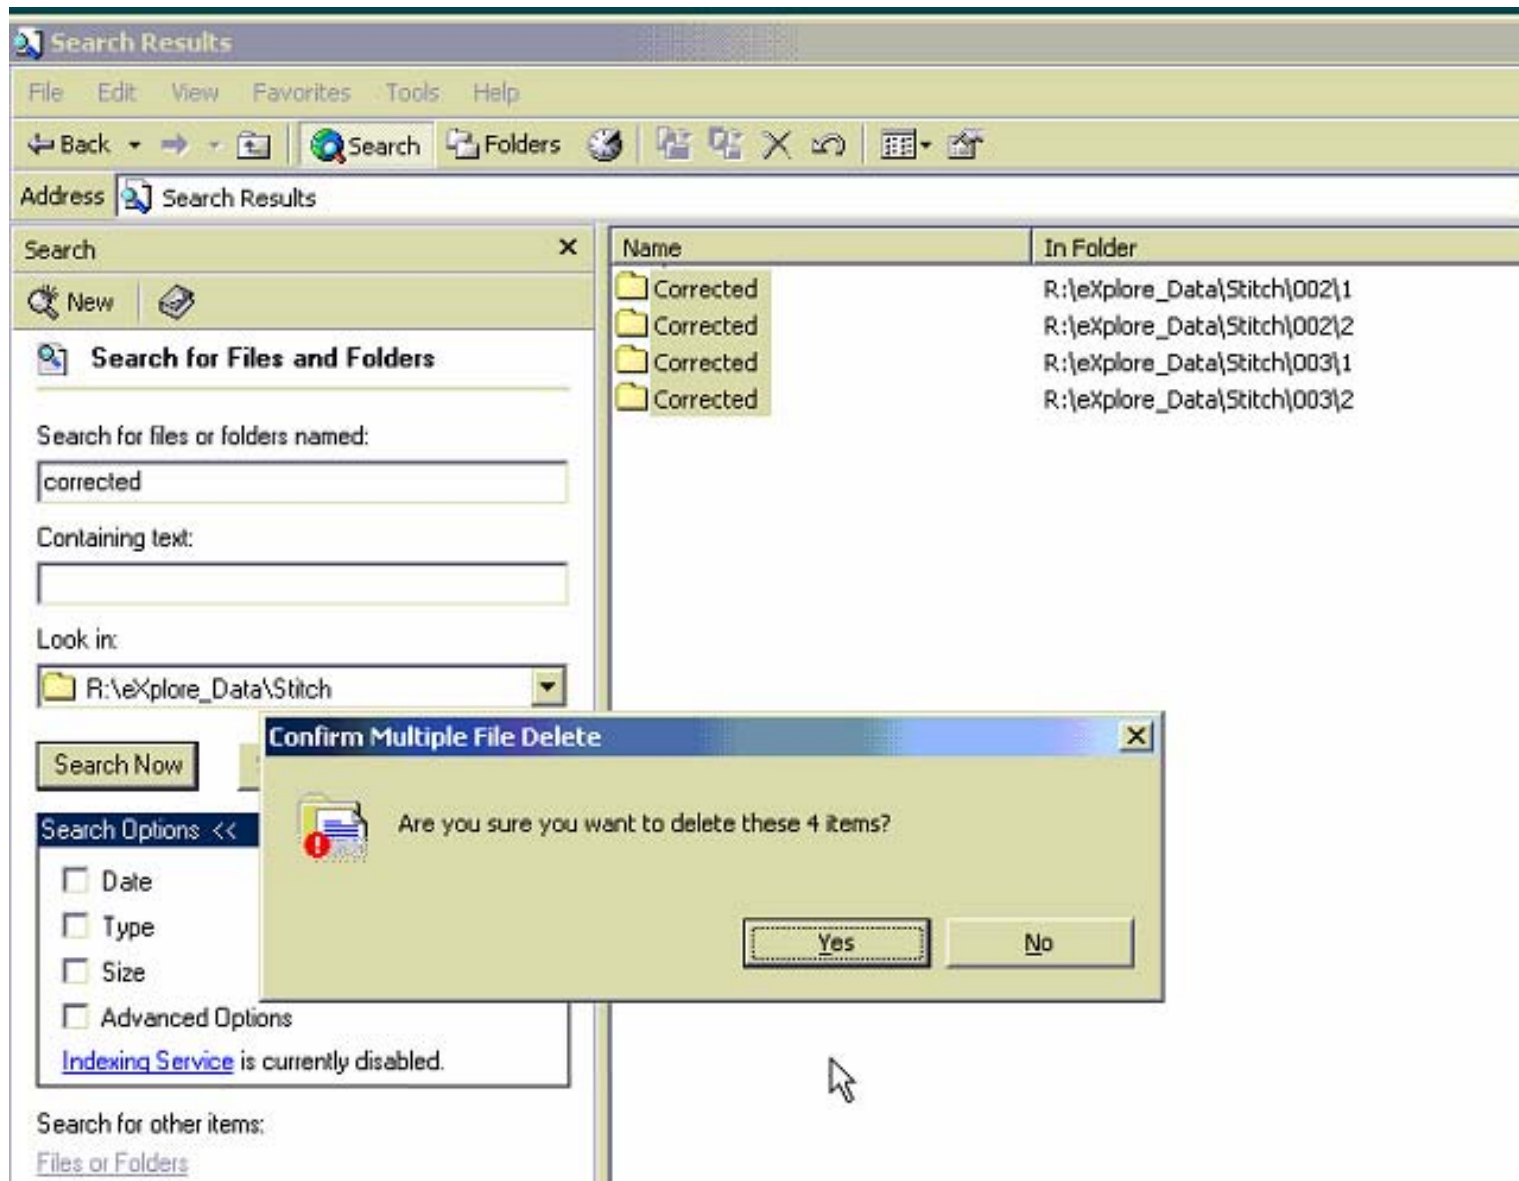 Search Results
File Edit View Favorites Tools Help
Back Search Folders
Address Search Results
Search
New
Search for Files and Folders
Search for files or folders named:
corrected
Containing text:
Look in:
R:\eXplore_Data\Stitch
Search Now
Search Options <<
Date
Type
Size
Advanced Options
Indexing Service is currently disabled.
Search for other items:
Files or Folders
Name In Folder
Corrected R:\eXplore_Data\Stitch\002\1
Corrected R:\eXplore_Data\Stitch\002\2
Corrected R:\eXplore_Data\Stitch\003\1
Corrected R:\eXplore_Data\Stitch\003\2
Confirm Multiple File Delete
Are you sure you want to delete these 4 items?
Yes No